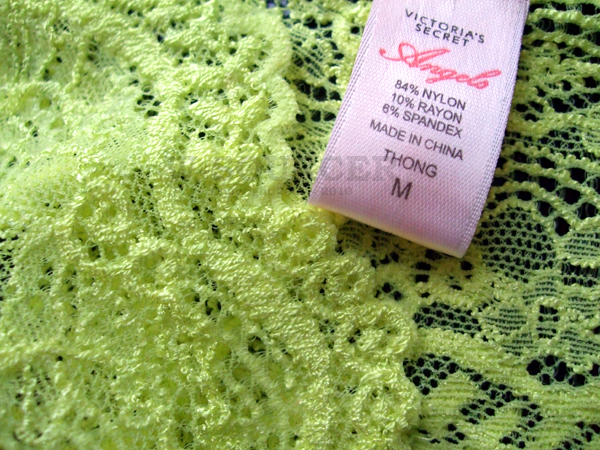 VICTORIA'S
SECRET
Angels
84% NYLON
10% RAYON
6% SPANDEX
MADE IN CHINA
THONG
M